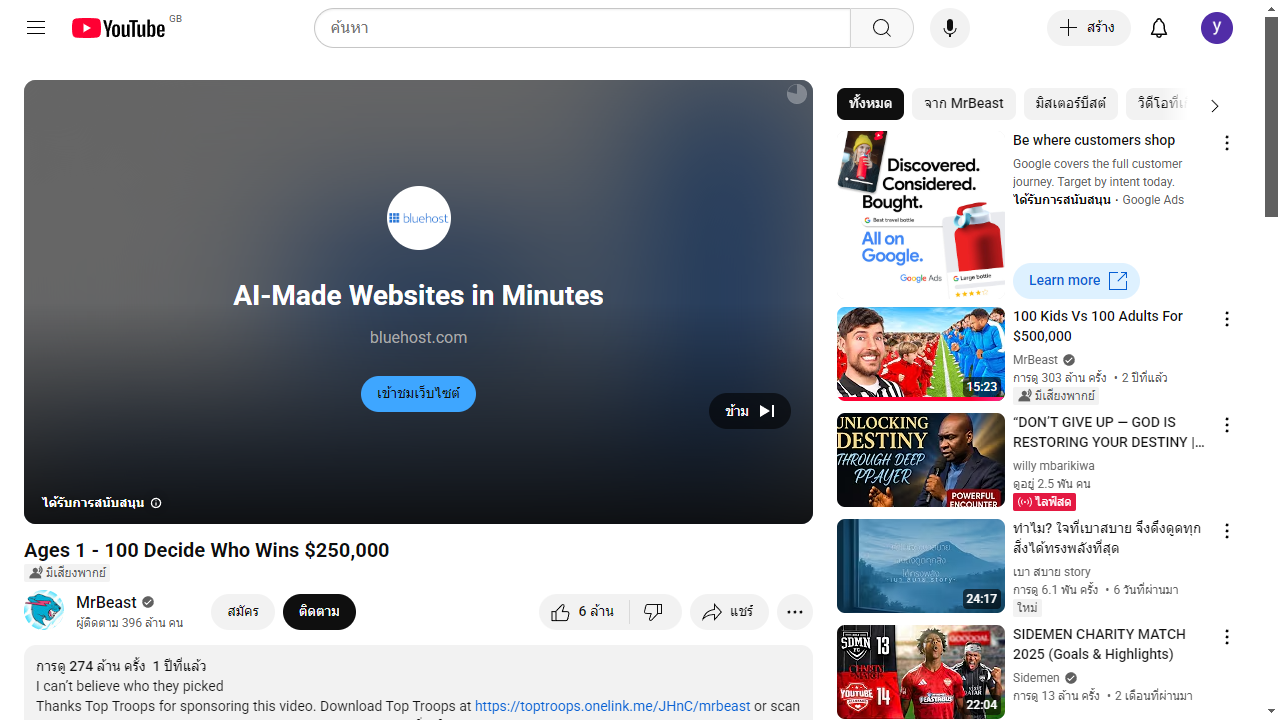 YouTube
GB
ค้นหา
สร้าง
y
bluehost
AI-Made Websites in Minutes
bluehost.com
เข้าชมเว็บไซต์
ข้าม
ได้รับการสนับสนุน
Ages 1 - 100 Decide Who Wins $250,000
มีเสียงพากย์
MrBeast
ผู้ติดตาม 396 ล้าน คน
สมัคร
ติดตาม
6 ล้าน
แชร์
การดู 274 ล้าน ครั้ง 1 ปีที่แล้ว
I can't believe who they picked
Thanks Top Troops for sponsoring this video. Download Top Troops at https://toptroops.onelink.me/JHnC/mrbeast or scan
ทั้งหมด
จาก MrBeast
มิสเตอร์บีสต์
Discovered.
Considered.
Bought.
Best travel bottle
All on
Google.
Google Ads
Large bottle
Be where customers shop
Google covers the full customer
journey. Target by intent today.
ได้รับการสนับสนุน · Google Ads
Learn more
15:23
100 Kids Vs 100 Adults For
$500,000
MrBeast
การดู 303 ล้าน ครั้ง • 2 ปีที่แล้ว
มีเสียงพากย์
UNLOCKING
DESTINY
THROUGH DEEP
PPAYER
POWERFUL
ENCOUNTER
“DON'T GIVE UP — GOD IS
RESTORING YOUR DESTINY |...
willy mbarikiwa
ดูอยู่ 2.5 พัน คน
ไลฟ์สด
24:17
ทำไม? ใจที่เบาสบาย จึงดึงดูดทุก
สิ่งได้ทรงพลังที่สุด
เบา สบาย story
การดู 6.1 พัน ครั้ง • 6 วันที่ผ่านมา
ใหม่
SDMN
FC
13
GOOOOAL
CHARITY
MATCH
YOUTUBE
14
22:04
SIDEMEN CHARITY MATCH
2025 (Goals & Highlights)
Sidemen
การดู 13 ล้าน ครั้ง • 2 เดือนที่ผ่านมา